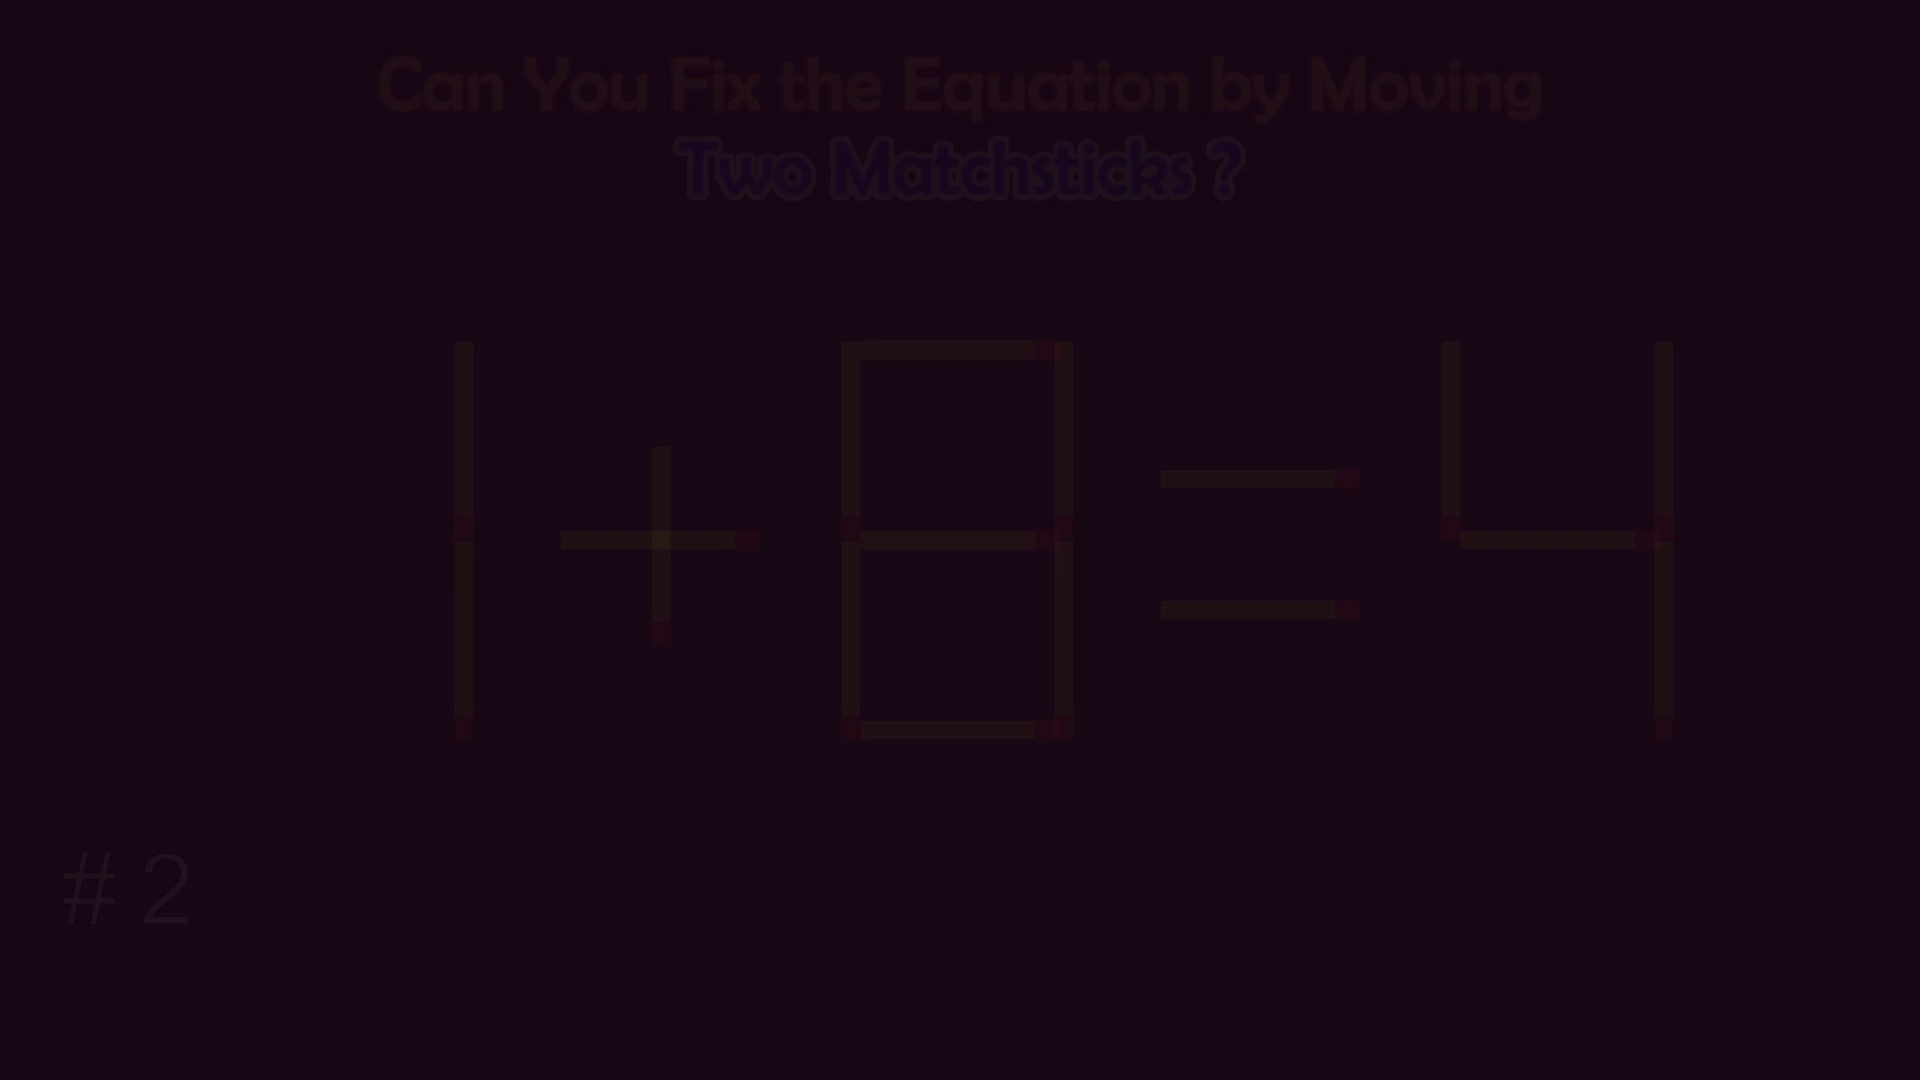 Can You Fix the Equation by Moving
Two Matchsticks ?
1 + 8 = 4
# 2